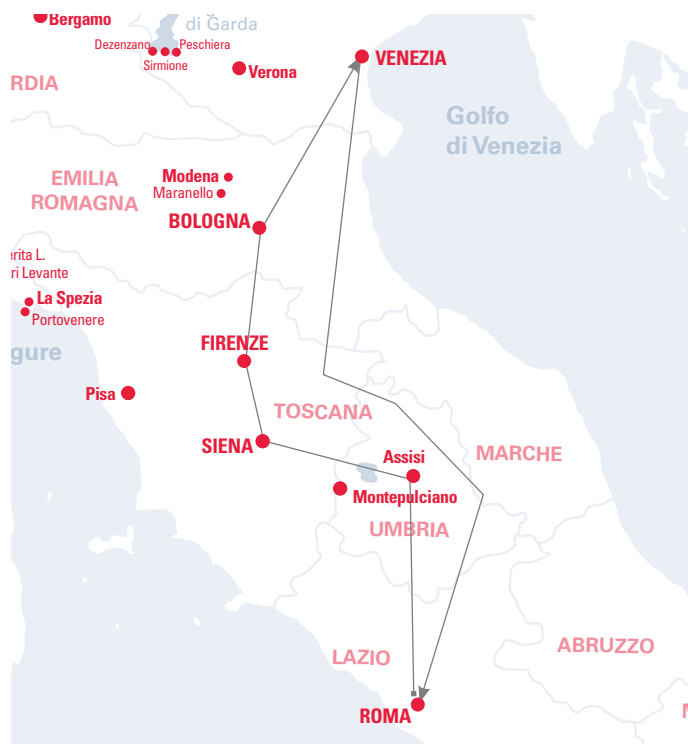 Bergamo
di Garda
Dezenzano
Peschiera
Sirmione
Verona
VENEZIA
RDIA
Golfo
di Venezia
EMILIA
ROMAGNA
Modena
Maranello
BOLOGNA
erita L.
ri Levante
La Spezia
Portovenere
gure
FIRENZE
Pisa
TOSCANA
SIENA
Assisi
MARCHE
Montepulciano
UMBRIA
LAZIO
ABRUZZO
ROMA
M